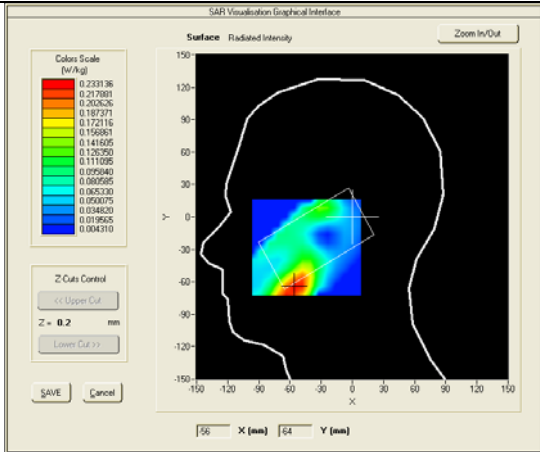 SAR Visualisation Graphical Interface
Surface Radiated Intensity
Zoom In/Out
Colors Scale
(W/kg)
0.233136
0.217881
0.202626
0.187371
0.172116
0.156861
0.141605
0.126350
0.111095
0.095840
0.080585
0.065330
0.050075
0.034820
0.019565
0.004310
Z Cuts Control
<< Upper Cut
Z = 0.2 mm
Lower Cut >>
SAVE Cancel
150
120
90
60
30
0
-30
-60
-90
-120
-150
Y
-150 -120 -90 -60 -30 0 30 60 90 120 150
X
-56 X (mm) -64 Y (mm)